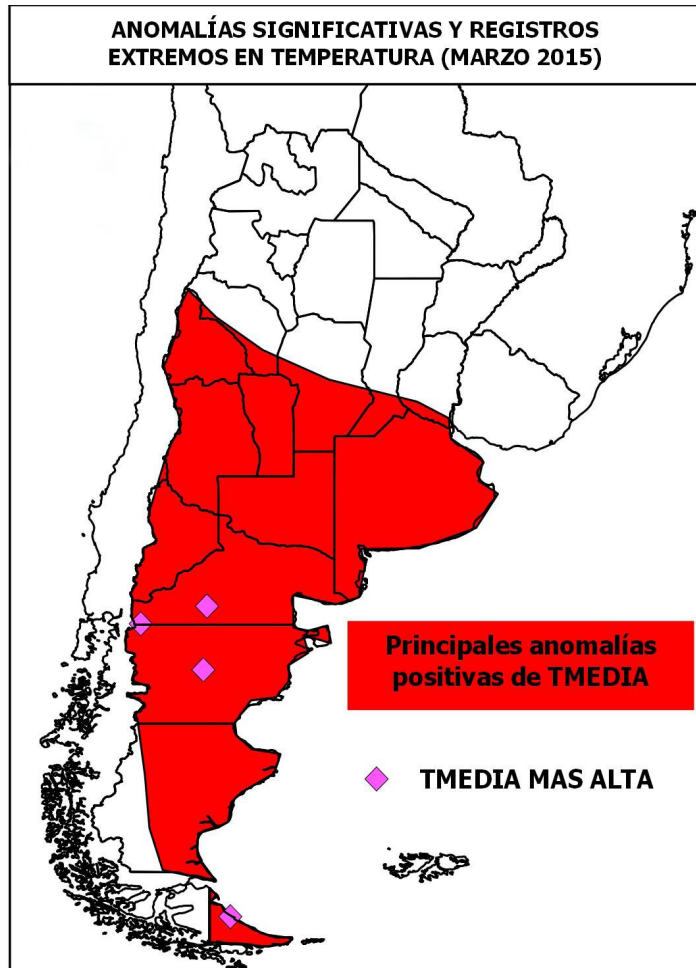 ANOMALÍAS SIGNIFICATIVAS Y REGISTROS
EXTREMOS EN TEMPERATURA (MARZO 2015)
Principales anomalías
positivas de TMEDIA
TMEDIA MAS ALTA